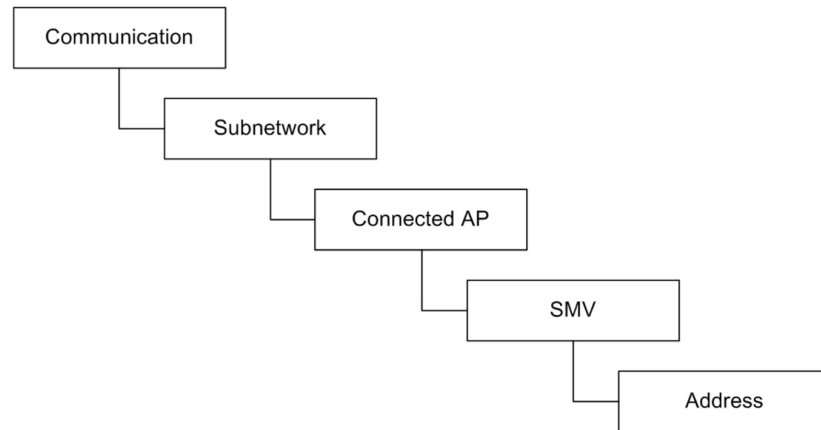 Communication
Subnetwork
Connected AP
SMV
Address